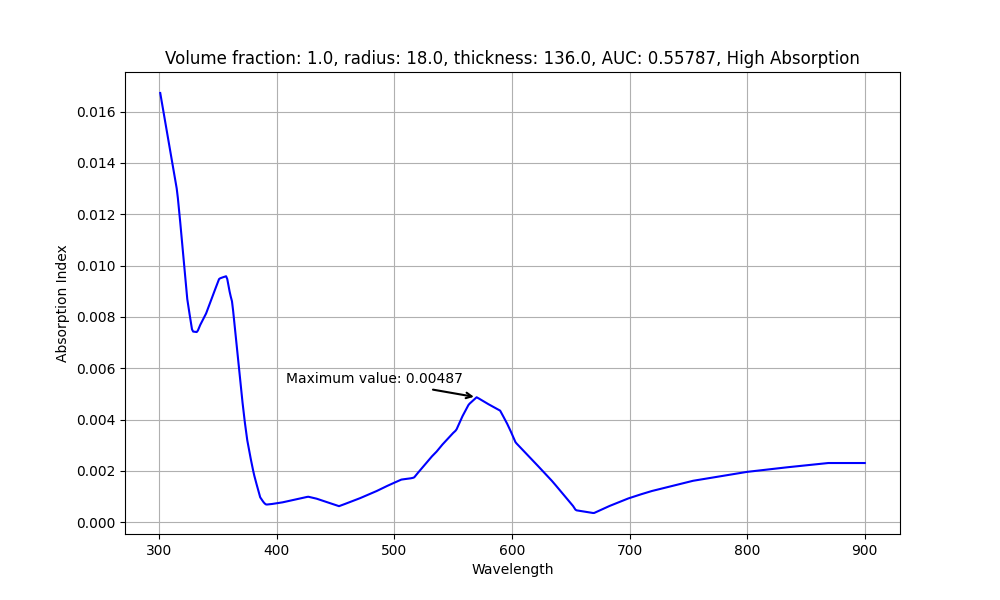 Volume fraction: 1.0, radius: 18.0, thickness: 136.0, AUC: 0.55787, High Absorption
Absorption Index
0.016
0.014
0.012
0.010
0.008
0.006
0.004
0.002
0.000
Maximum value: 0.00487
300 400 500 600 700 800 900
Wavelength